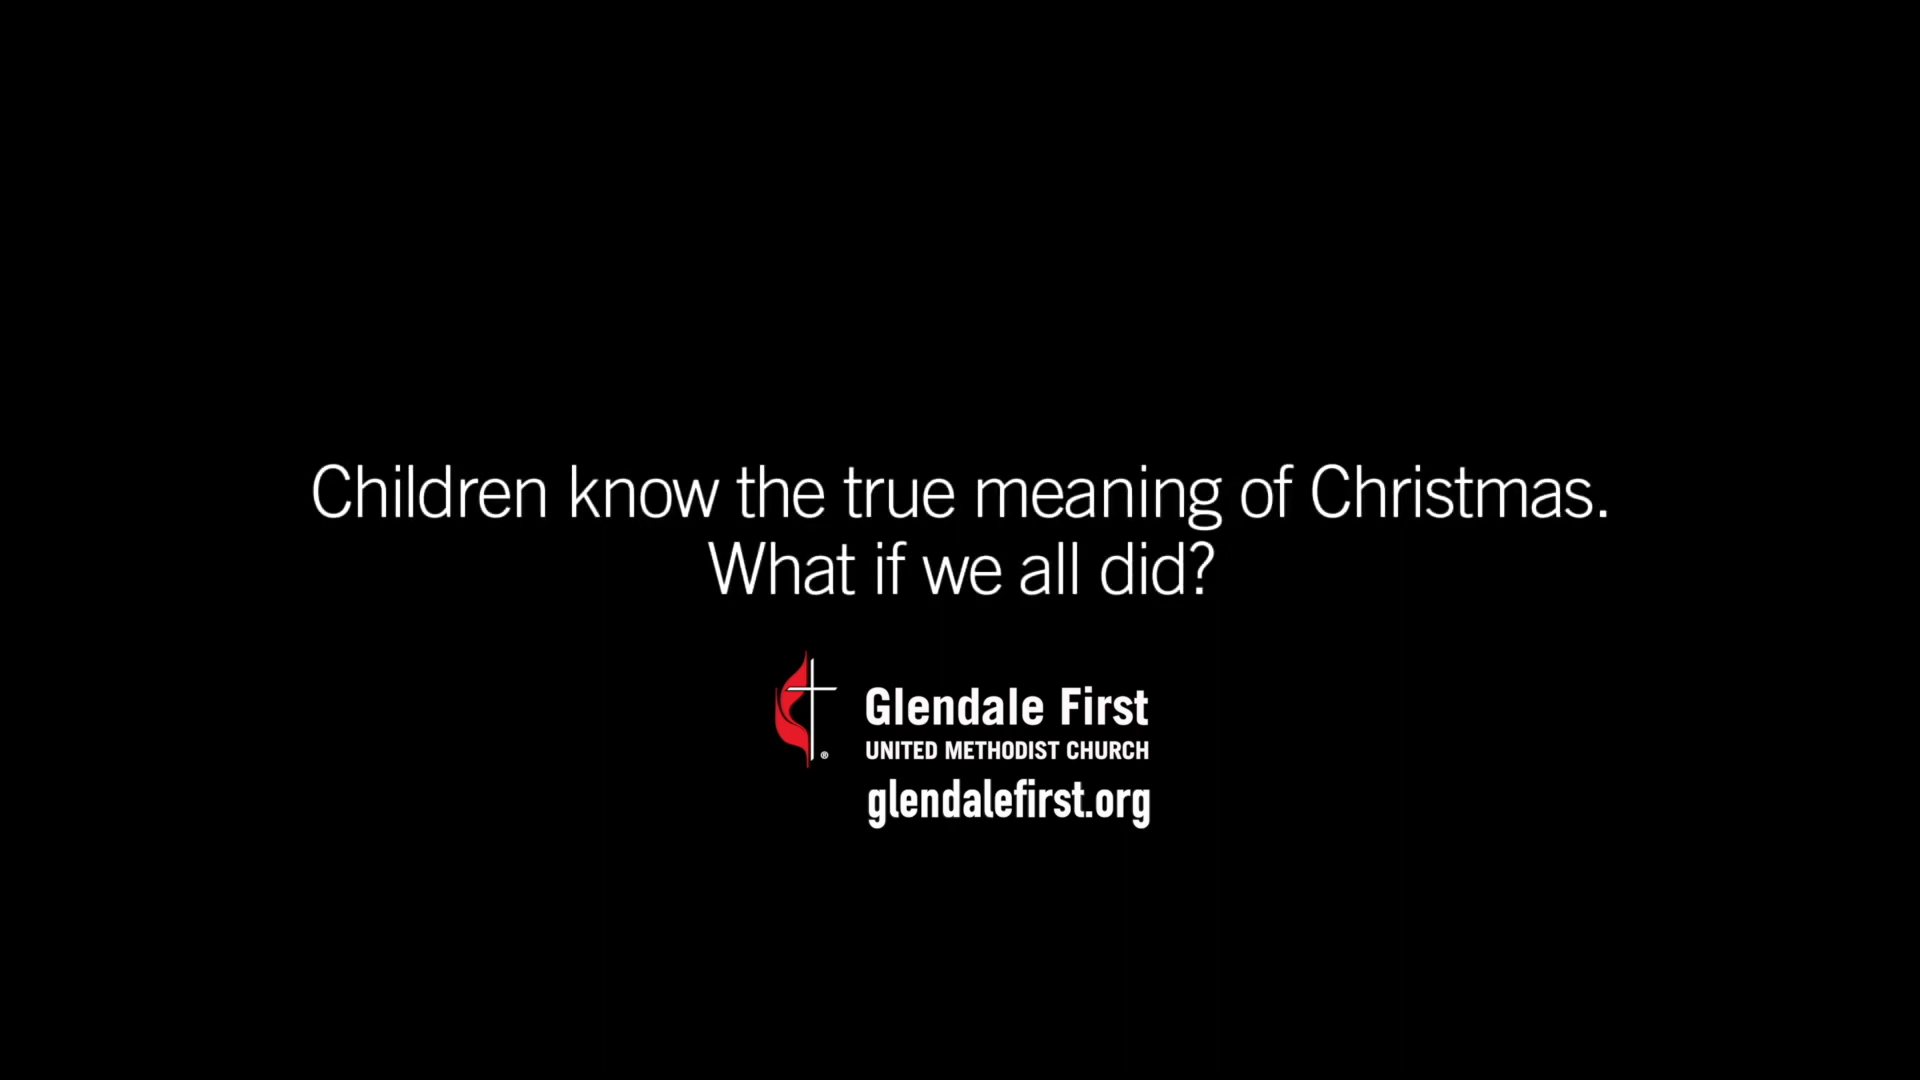 Children know the true meaning of Christmas.
What if we all did?
Glendale First
UNITED METHODIST CHURCH
®
glendalefirst.org